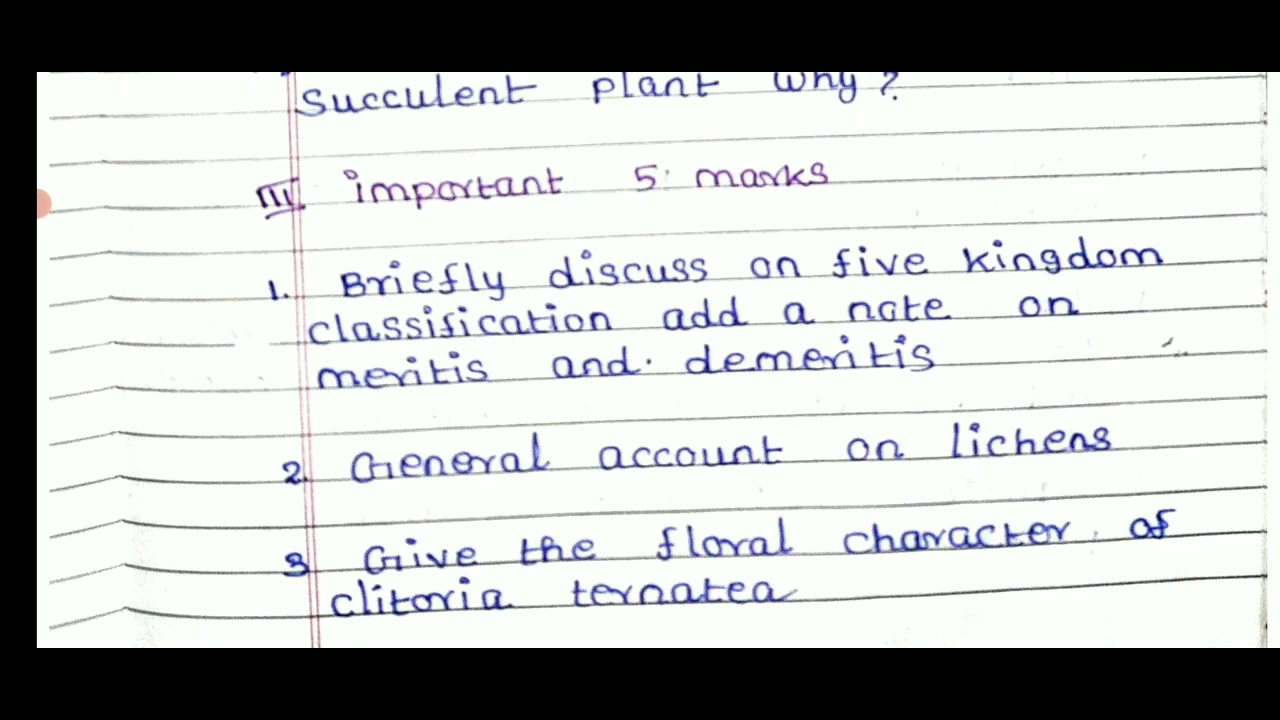 Succulent plant why?
III important 5 marks
1. Briefly discuss on five kingdom
classification add a note on
meritis and demeritis
2. General account on lichens
3 Give the floral character of
clitoria ternatea